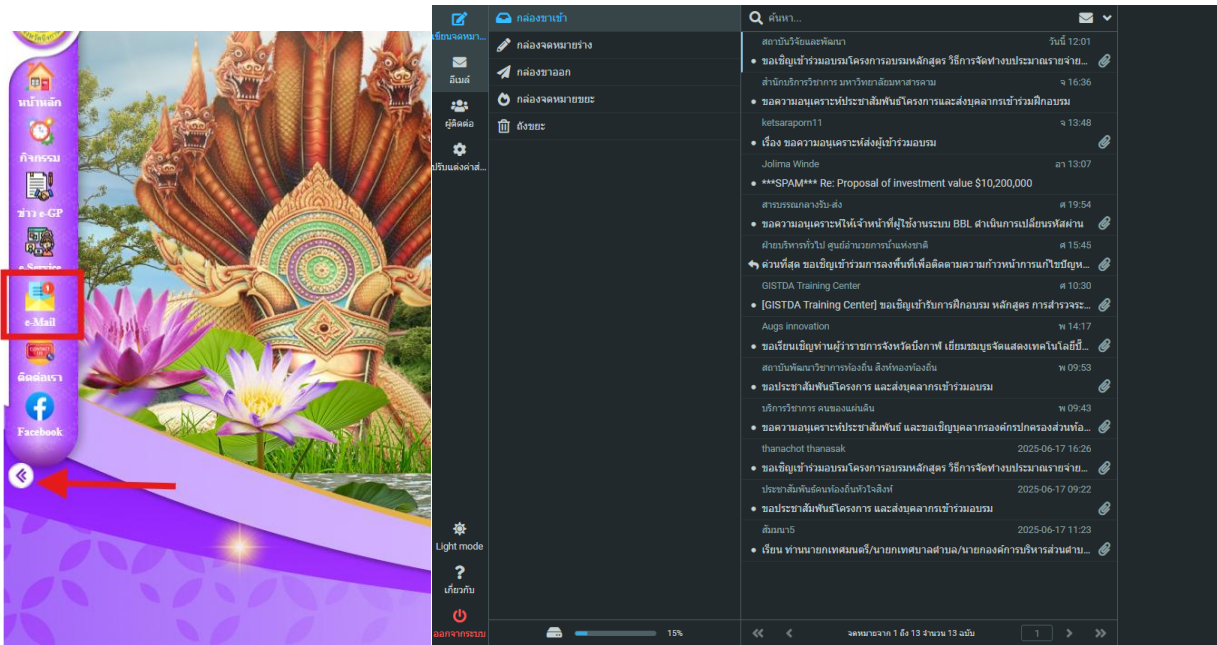 หน้าหลัก
กิจกรรม
ข่าว e-GP
e-Service
e-Mail
CONTACT US
ติดต่อเรา
Facebook
เขียนจดหมา...
อีเมล์
ผู้ติดต่อ
ปรับแต่งค่าส่...
Light mode
เกี่ยวกับ
ออกจากระบบ
กล่องขาเข้า
กล่องจดหมายร่าง
กล่องขาออก
กล่องจดหมายขยะ
ถังขยะ
15%
ค้นหา...
สถาบันวิจัยและพัฒนา วันนี้ 12:01
ขอเชิญเข้าร่วมอบรมโครงการอบรมหลักสูตร วิธีการจัดทำงบประมาณรายจ่าย...
สำนักบริการวิชาการ มหาวิทยาลัยมหาสารคาม จ 16:36
ขอความอนุเคราะห์ประชาสัมพันธ์โครงการและส่งบุคลากรเข้าร่วมฝึกอบรม
ketsaraporn11 จ 13:48
เรื่อง ขอความอนุเคราะห์ส่งผู้เข้าร่วมอบรม
Jolima Winde อา 13:07
***SPAM*** Re: Proposal of investment value $10,200,000
สารบรรณกลางรับ-ส่ง ศ 19:54
ขอความอนุเคราะห์ให้เจ้าหน้าที่ผู้ใช้งานระบบ BBL ดำเนินการเปลี่ยนรหัสผ่าน
ฝ่ายบริหารทั่วไป ศูนย์อำนวยการน้ำแห่งชาติ ศ 15:45
ด่วนที่สุด ขอเชิญเข้าร่วมการลงพื้นที่เพื่อติดตามความก้าวหน้าการแก้ไขปัญห...
GISTDA Training Center ศ 10:30
[GISTDA Training Center] ขอเชิญเข้ารับการฝึกอบรม หลักสูตร การสำรวจระ...
Augs innovation พ 14:17
ขอเรียนเชิญท่านผู้ว่าราชการจังหวัดบึงกาฬ เยี่ยมชมบูธจัดแสดงเทคโนโลยีปั๊...
สถาบันพัฒนาวิชาการท้องถิ่น สิงห์ทองท้องถิ่น พ 09:53
ขอประชาสัมพันธ์โครงการ และส่งบุคลากรเข้าร่วมอบรม
บริการวิชาการ คนของแผ่นดิน พ 09:43
ขอความอนุเคราะห์ประชาสัมพันธ์ และขอเชิญบุคลากรองค์กรปกครองส่วนท้อ...
thanachot thanasak 2025-06-17 16:26
ขอเชิญเข้าร่วมอบรมโครงการอบรมหลักสูตร วิธีการจัดทำงบประมาณรายจ่าย...
ประชาสัมพันธ์คนท้องถิ่นหัวใจสิงห์ 2025-06-17 09:22
ขอประชาสัมพันธ์โครงการ และส่งบุคลากรเข้าร่วมอบรม
สัมมนา5 2025-06-17 11:23
เรียน ท่านนายกเทศมนตรี/นายกเทศบาลตำบล/นายกองค์การบริหารส่วนตำบ...
จดหมายจาก 1 ถึง 13 จำนวน 13 ฉบับ
1